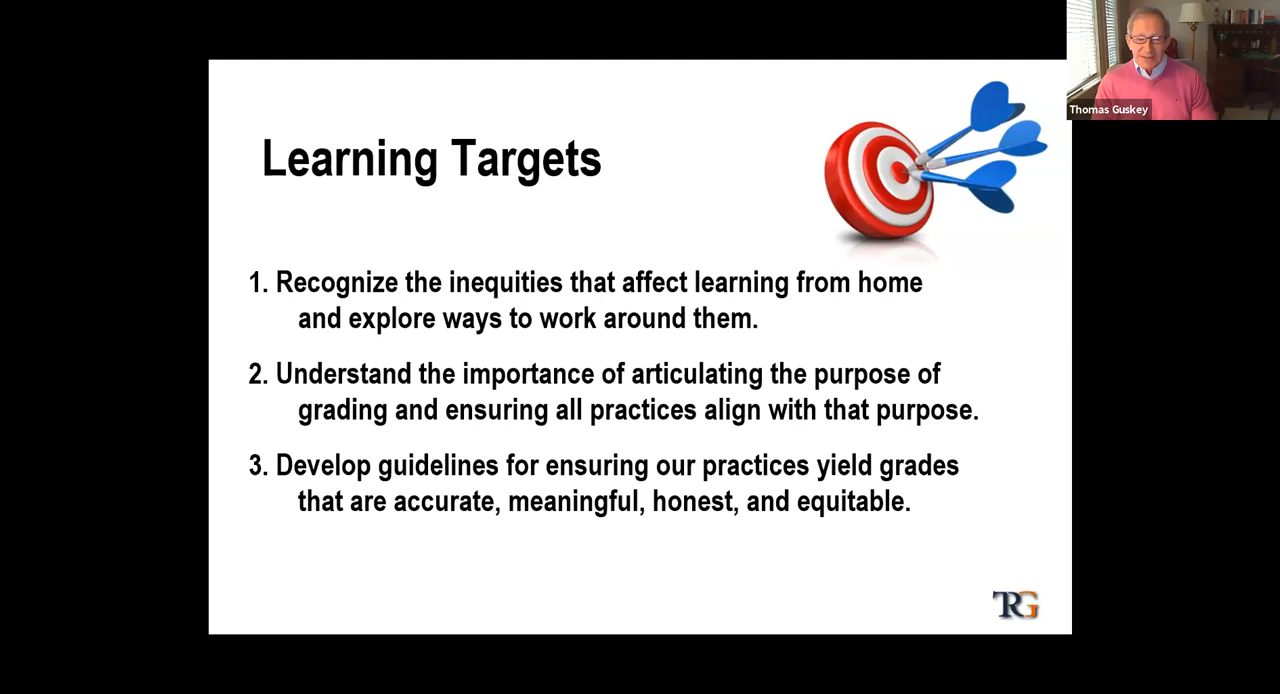 Thomas Guskey
Learning Targets
1. Recognize the inequities that affect learning from home
and explore ways to work around them.
2. Understand the importance of articulating the purpose of
grading and ensuring all practices align with that purpose.
3. Develop guidelines for ensuring our practices yield grades
that are accurate, meaningful, honest, and equitable.
TRG